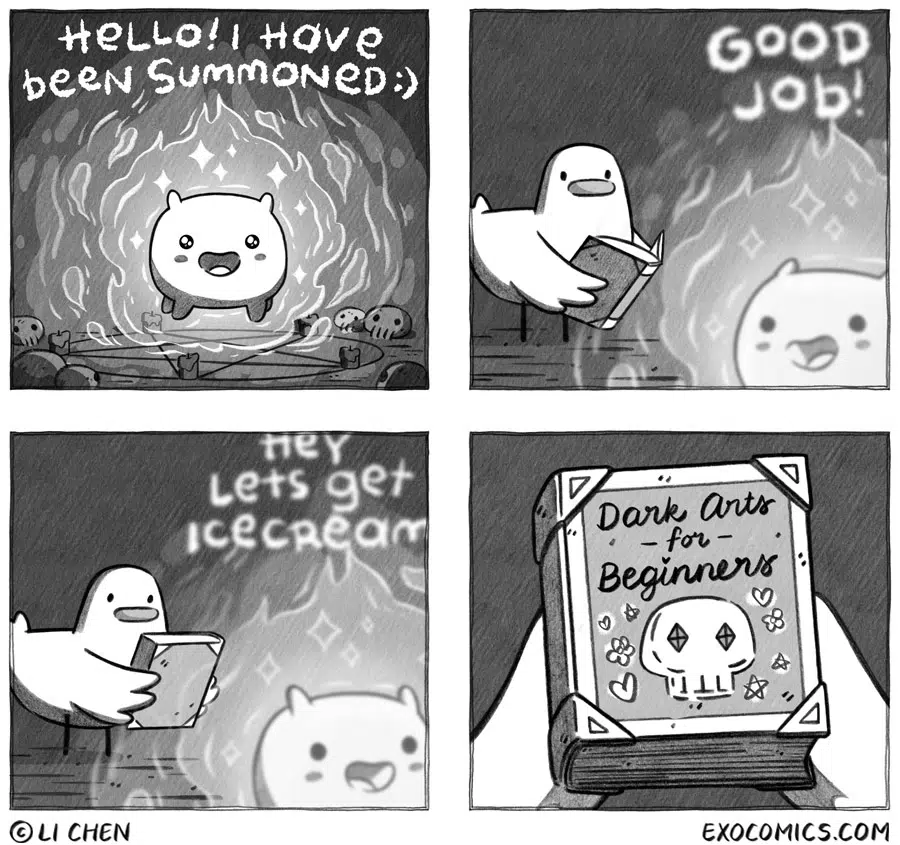 Hello! I Have
been Summoned:)
GOOD
Job!
Hey
Lets get
Icecream
Dark Arts
- for -
Beginners
© LI CHEN
EXOCOMICS.COM